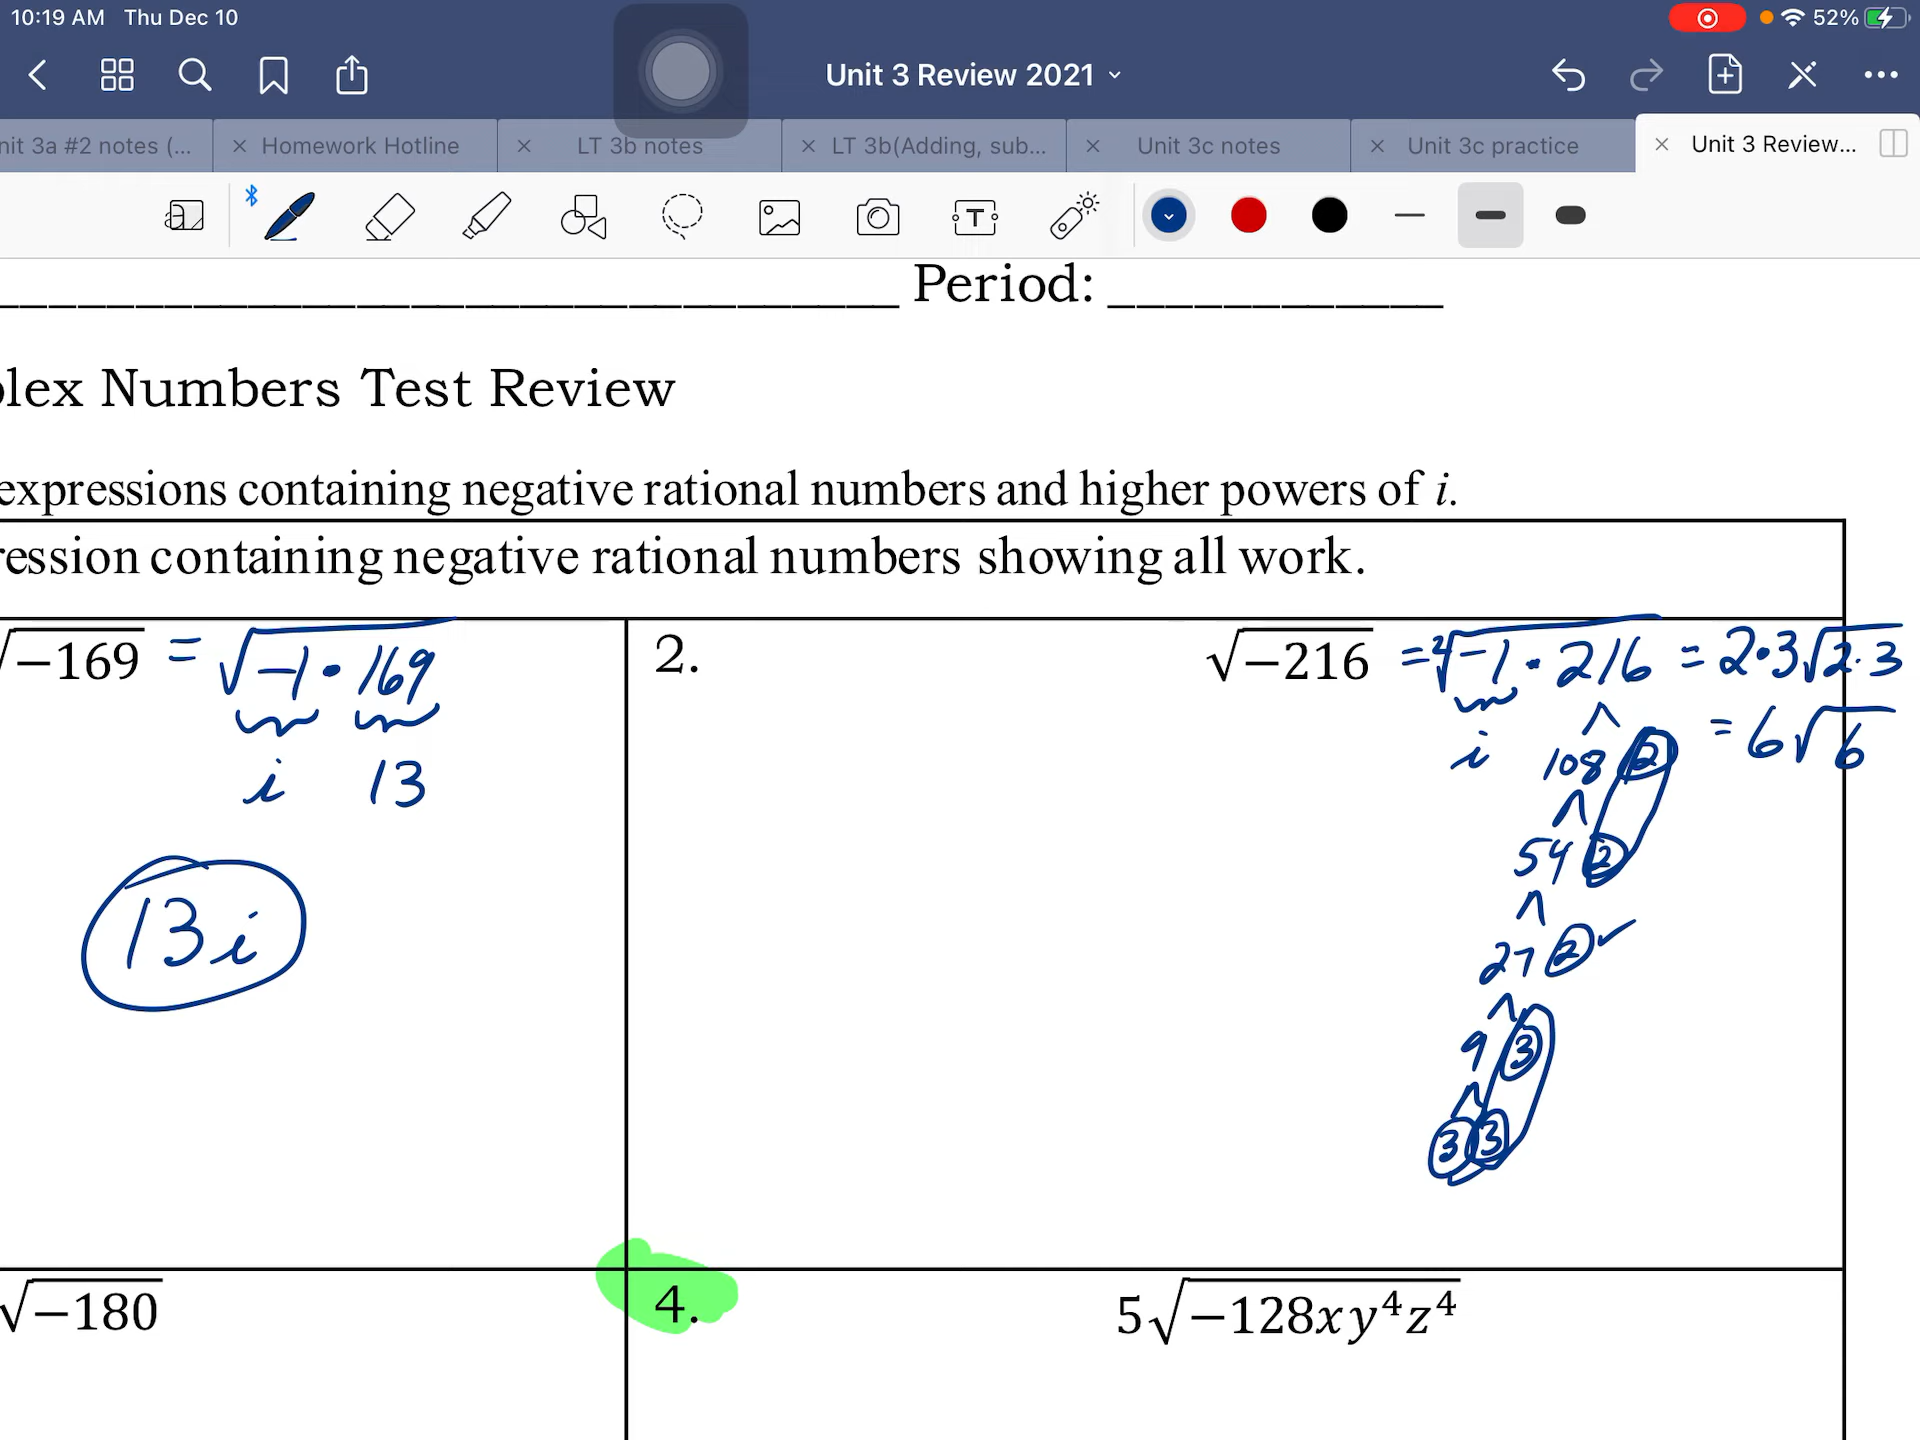 10:19 AM Thu Dec 10
52%
Unit 3 Review 2021
nit 3a #2 notes (...
Homework Hotline
LT 3b notes
LT 3b(Adding, sub...
Unit 3c notes
Unit 3c practice
Unit 3 Review...
Period: ____________
plex Numbers Test Review
expressions containing negative rational numbers and higher powers of i.
ression containing negative rational numbers showing all work.
√-169 = √-1 · 169
i 13
13i
2. √-216 = ²√-1 · 216 = 2·3√2·3
i 108 2 = 6√6
54 2
27 2 ✓
9 3
3 3
√-180
4. 5√-128xy⁴z⁴